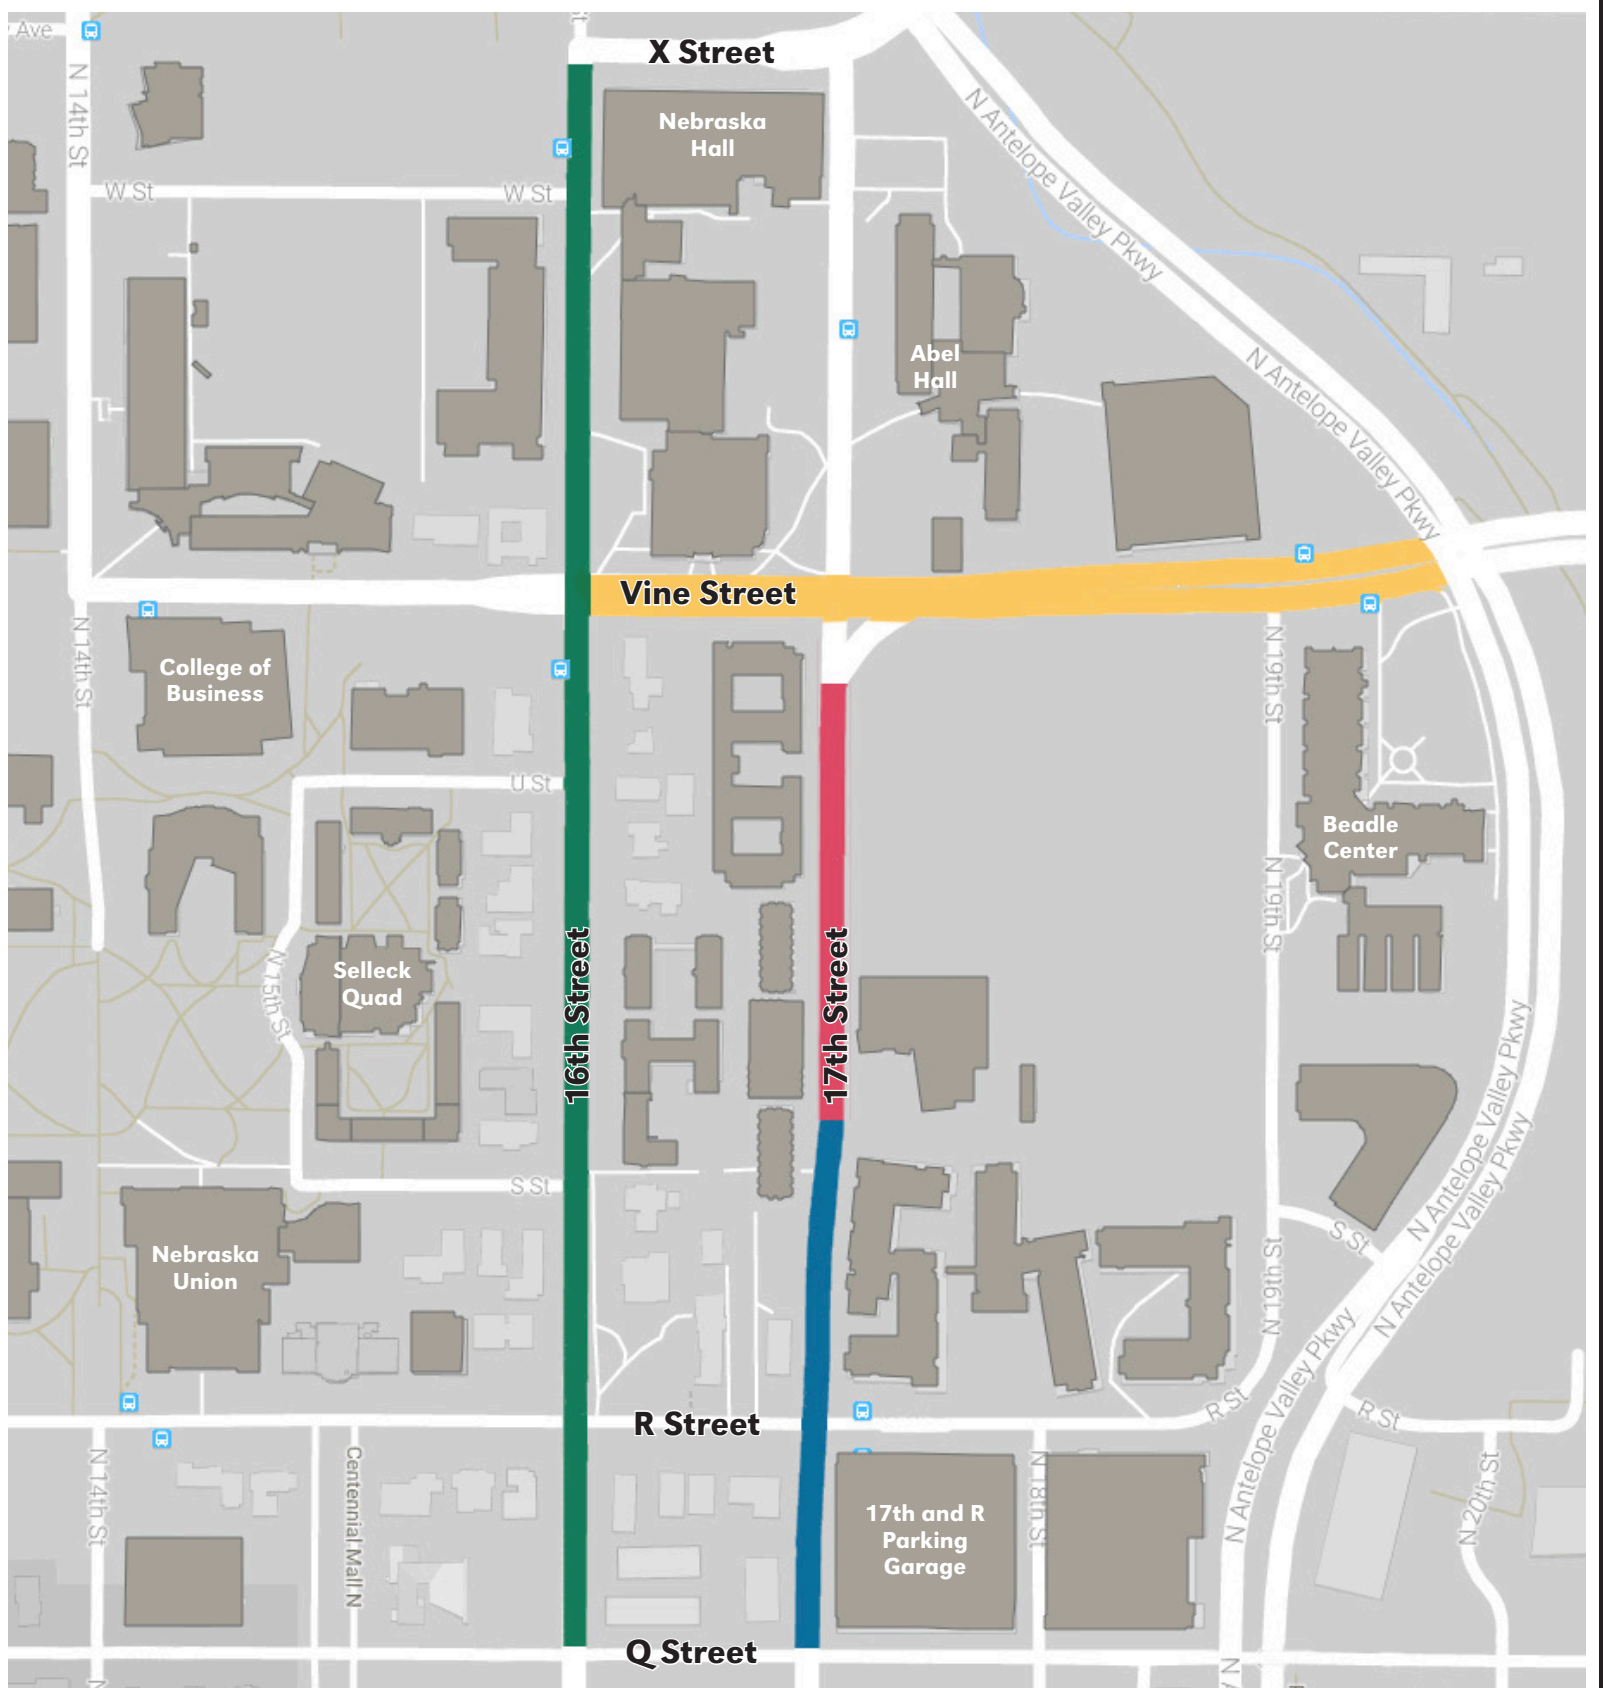 Ave
St
X Street
N 14th St
Nebraska
Hall
N Antelope Valley Pkwy
W St
W St
Abel
Hall
N Antelope Valley Pkwy
Vine Street
N 14th St
College of
Business
N 19th St
U St
Beadle
Center
N 19th St
16th Street
17th Street
N 15th St
Selleck
Quad
N Antelope Valley Pkwy
N Antelope Valley Pkwy
S St
S St
Nebraska
Union
N 19th St
N Antelope Valley Pkwy
R Street
R St
R St
N 14th St
Centennial Mall N
17th and R
Parking
Garage
N 18th St
N 20th St
Q Street
N